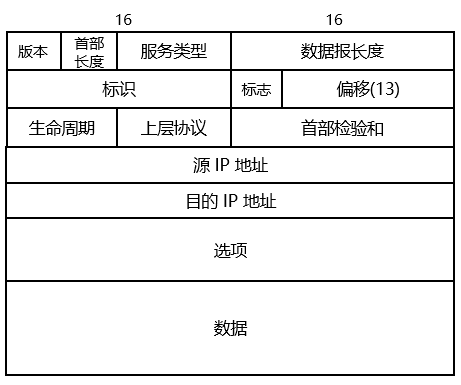 16 16
版本 首部 服务类型 数据报长度
长度
标识 标志 偏移(13)
生命周期 上层协议 首部检验和
源 IP 地址
目的 IP 地址
选项
数据